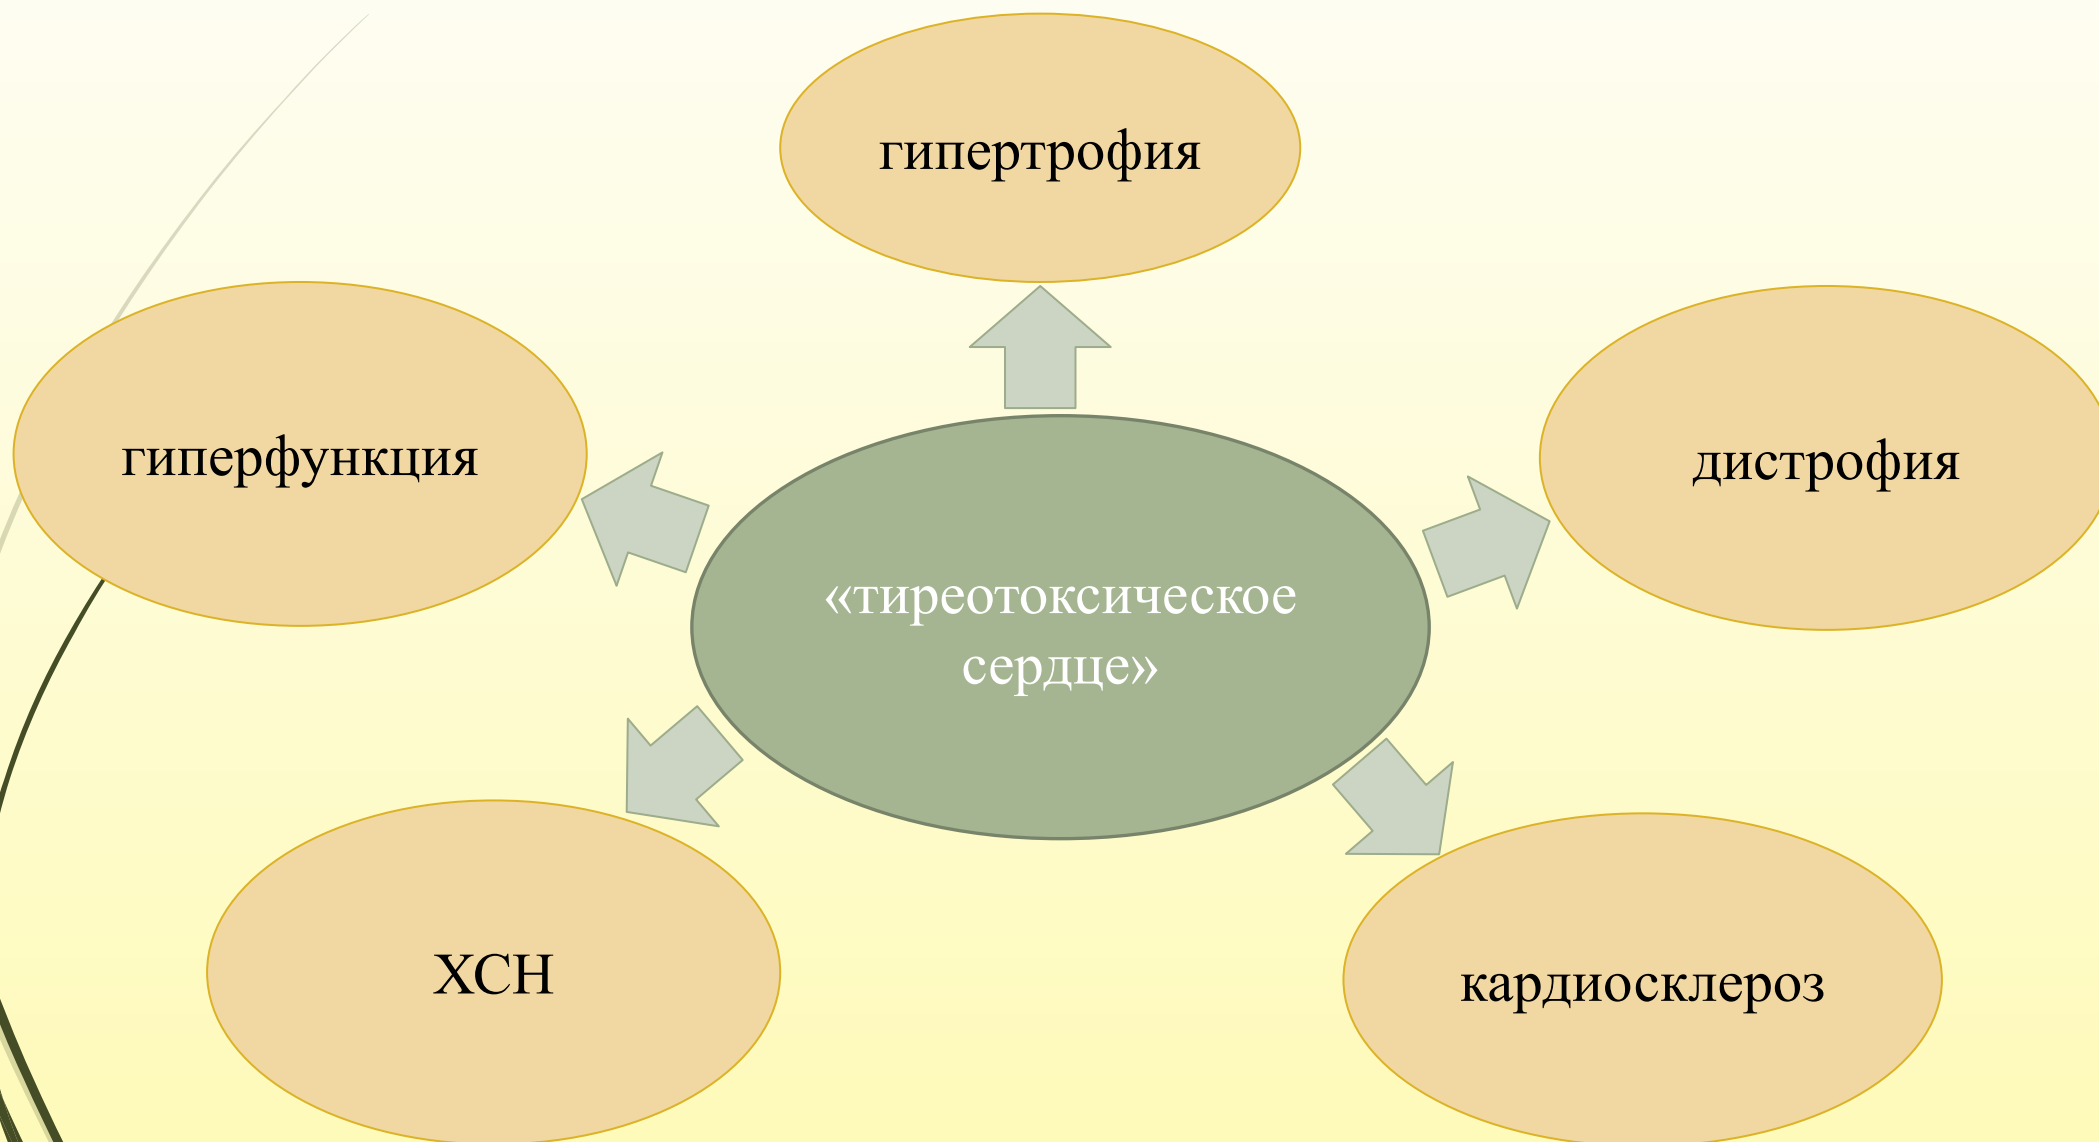 гипертрофия
гиперфункция
дистрофия
«тиреотоксическое
сердце»
ХСН
кардиосклероз